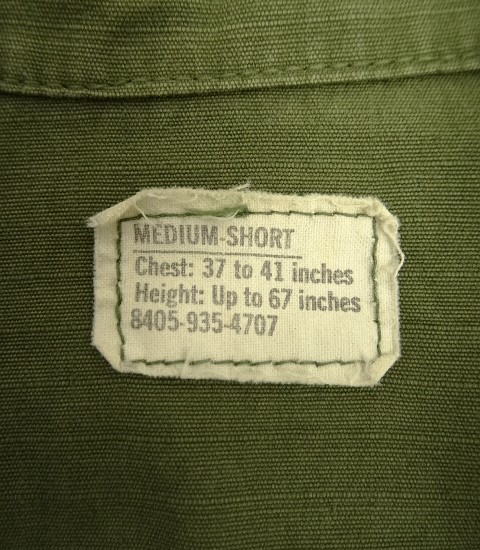 MEDIUM-SHORT
Chest: 37 to 41 inches
Height: Up to 67 inches
8405-935-4707